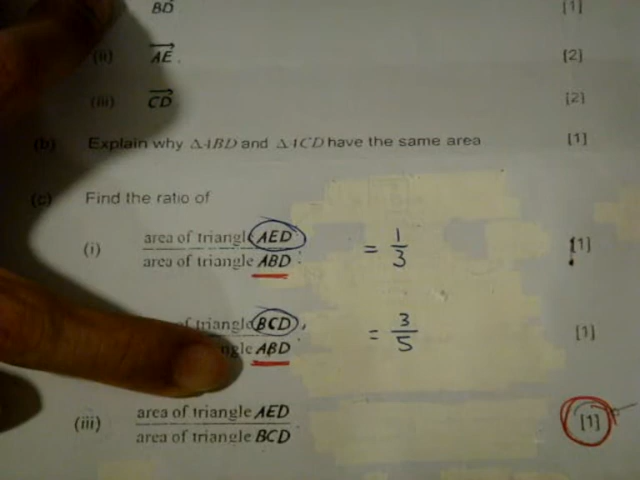 BD [1]
(ii) AE . [2]
(iii) CD [2]
(b) Explain why ΔABD and ΔACD have the same area [1]
(c) Find the ratio of
(i) area of triangle AED = 1/3 [1]
area of triangle ABD
of triangle BCD = 3/5 [1]
ABD
(iii) area of triangle AED [1]
area of triangle BCD